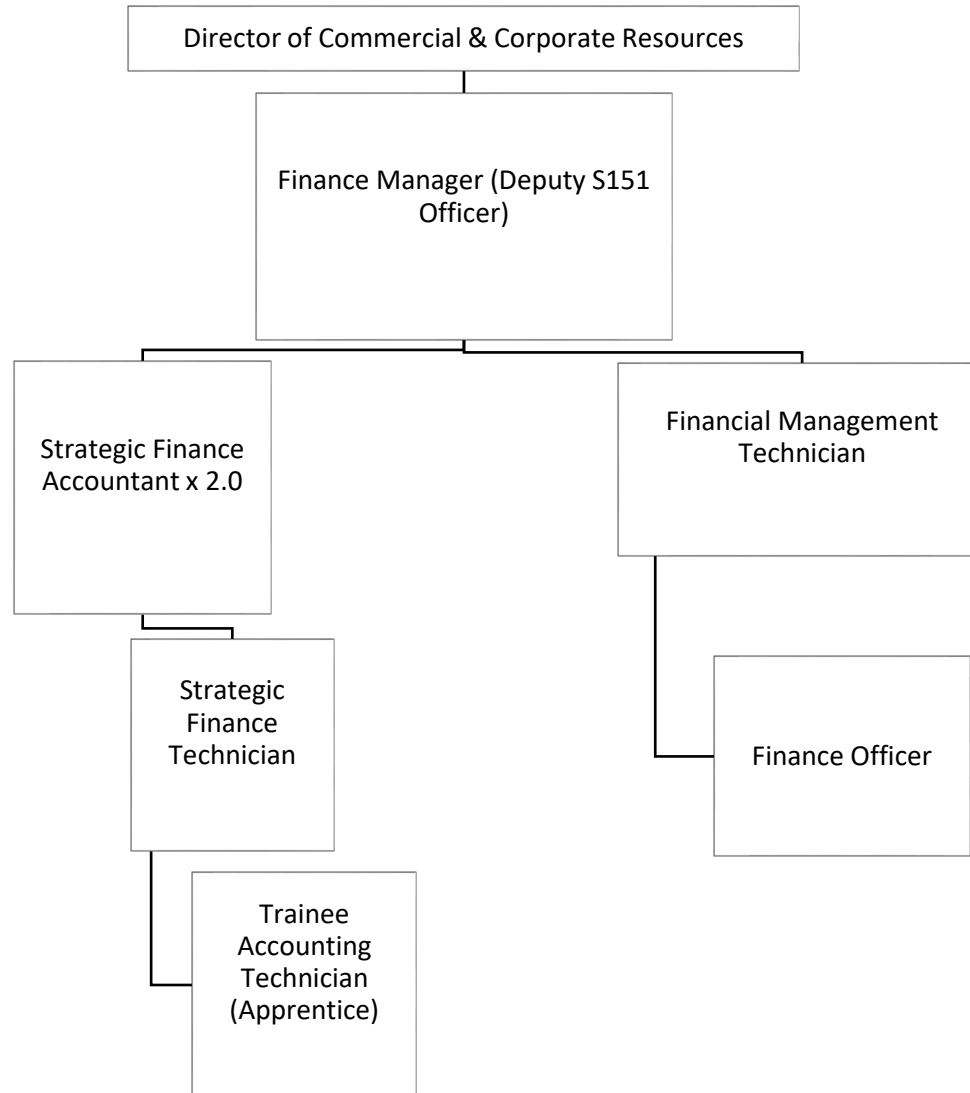 Director of Commercial & Corporate Resources
Finance Manager (Deputy S151
Officer)
Strategic Finance
Accountant x 2.0
Financial Management
Technician
Strategic
Finance
Technician
Finance Officer
Trainee
Accounting
Technician
(Apprentice)